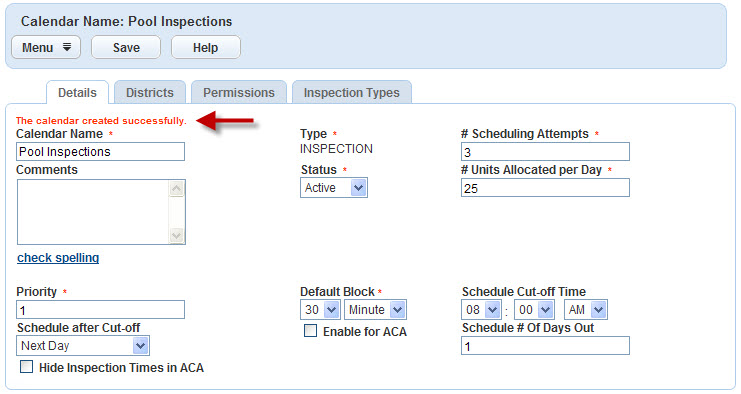 Calendar Name: Pool Inspections
Menu Save Help
Details Districts Permissions Inspection Types
The calendar created successfully.
Calendar Name * Type * # Scheduling Attempts *
Pool Inspections INSPECTION 3
Comments Status * # Units Allocated per Day *
Active 25
check spelling
Priority * Default Block * Schedule Cut-off Time
1 30 Minute 08 : 00 AM
Schedule after Cut-off Enable for ACA Schedule # Of Days Out
Next Day 1
Hide Inspection Times in ACA